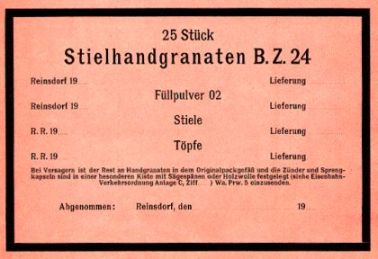 25 Stück
Stielhandgranaten B. Z. 24
Reinsdorf 19..... Lieferung .....
Füllpulver 02
Reinsdorf 19..... Lieferung .....
Stiele
R. R. 19..... Lieferung .....
Töpfe
R. R. 19..... Lieferung .....
Bei Versagern ist der Rest an Handgranaten in dem Originalpackgefäß und die Zünder und Spreng-
kapseln sind in einer besonderen Kiste mit Sägespänen oder Holzwolle festgelegt (siehe Eisenbahn-
Verkehrsordnung Anlage C, Ziff. ....) Wa. Prw. 5 einzusenden.
Abgenommen: Reinsdorf, den 19.....